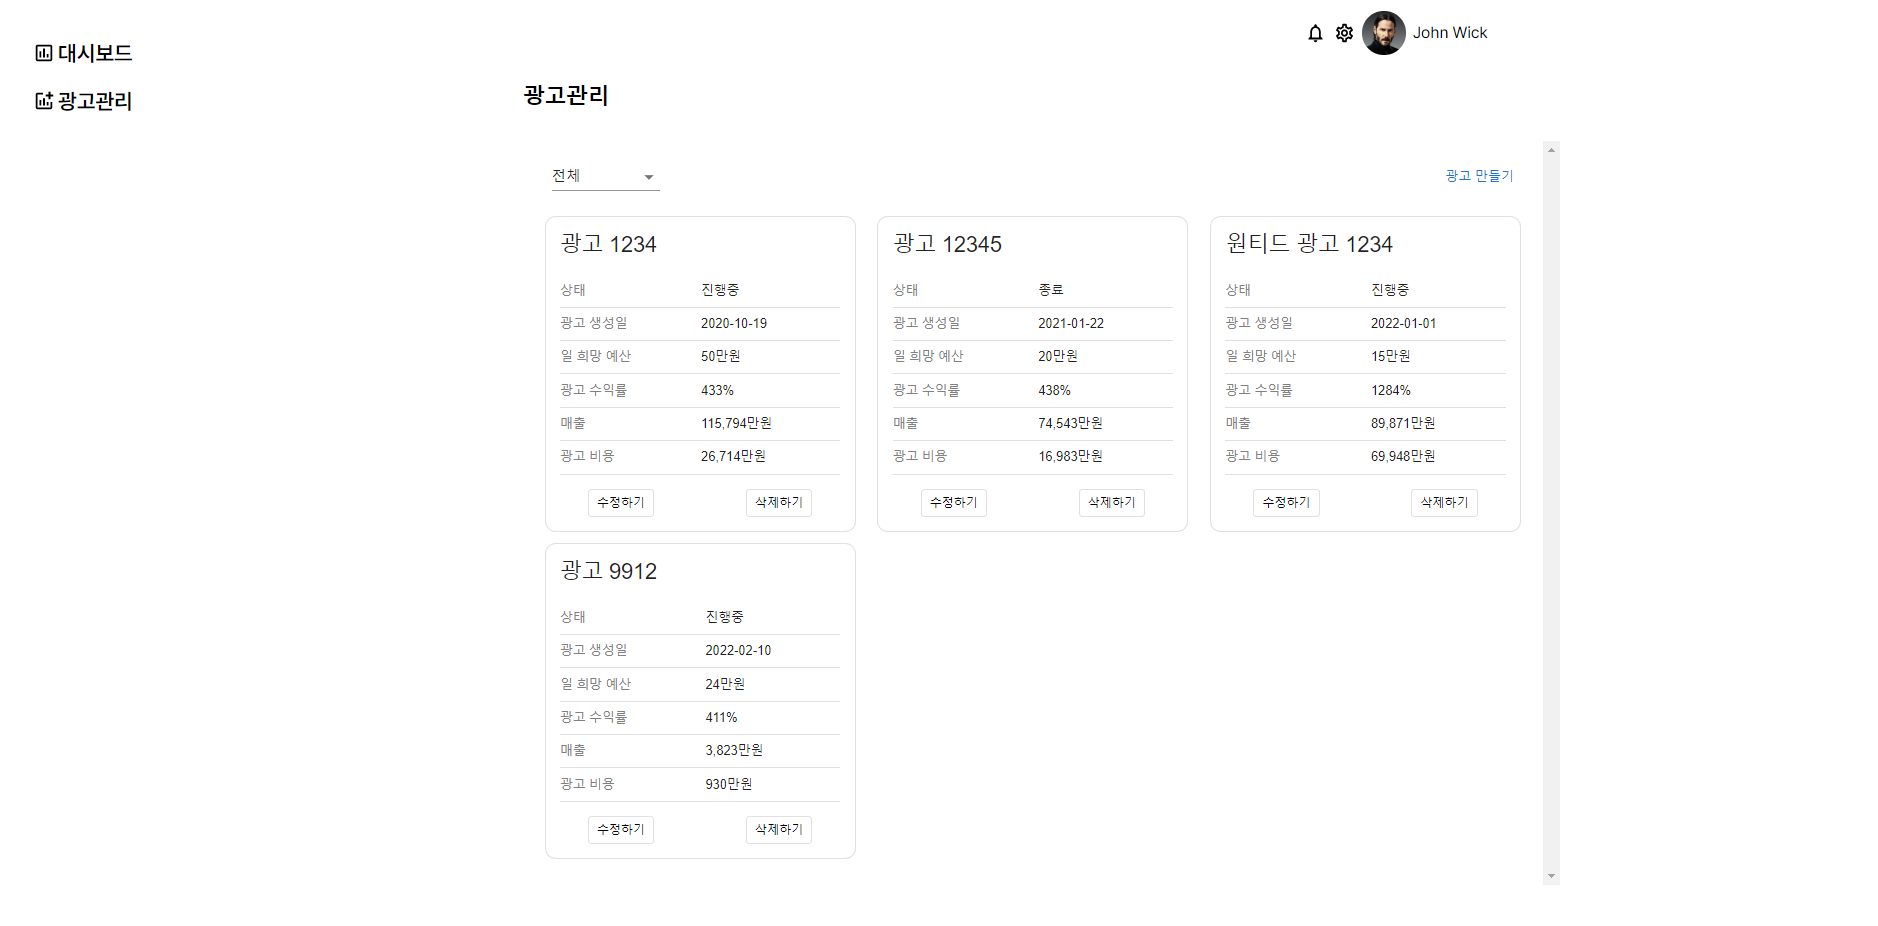 대시보드
광고관리
John Wick
광고관리
전체
광고 만들기
광고 1234
상태 진행중
광고 생성일 2020-10-19
일 희망 예산 50만원
광고 수익률 433%
매출 115,794만원
광고 비용 26,714만원
수정하기 삭제하기
광고 12345
상태 종료
광고 생성일 2021-01-22
일 희망 예산 20만원
광고 수익률 438%
매출 74,543만원
광고 비용 16,983만원
수정하기 삭제하기
원티드 광고 1234
상태 진행중
광고 생성일 2022-01-01
일 희망 예산 15만원
광고 수익률 1284%
매출 89,871만원
광고 비용 69,948만원
수정하기 삭제하기
광고 9912
상태 진행중
광고 생성일 2022-02-10
일 희망 예산 24만원
광고 수익률 411%
매출 3,823만원
광고 비용 930만원
수정하기 삭제하기